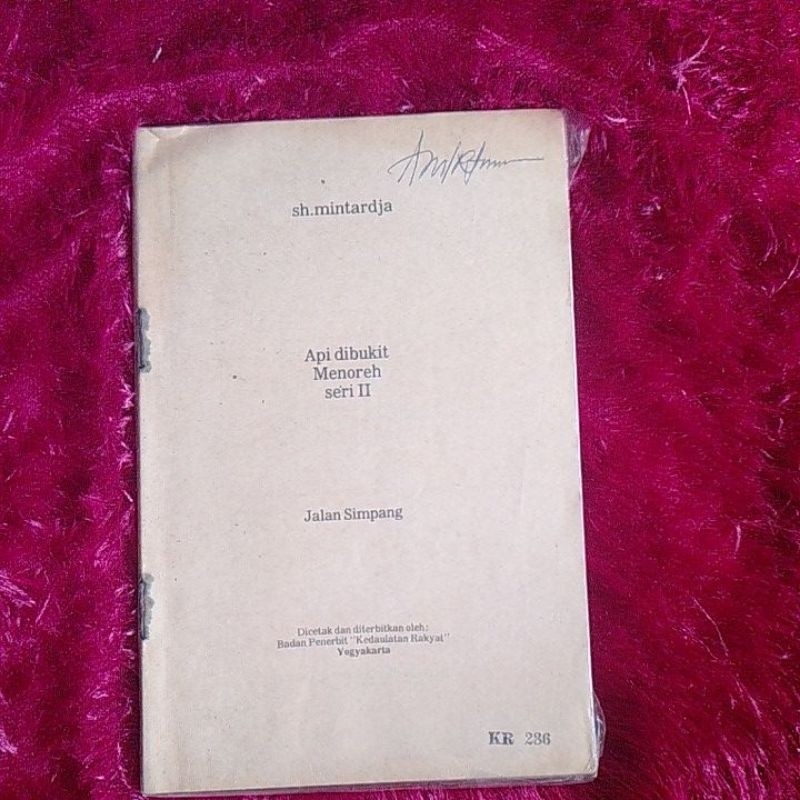 sh.mintardja
Api dibukit
Menoreh
seri II
Jalan Simpang
Dicetak dan diterbitkan oleh:
Badan Penerbit "Kedaulatan Rakyat"
Yogyakarta
KR 236